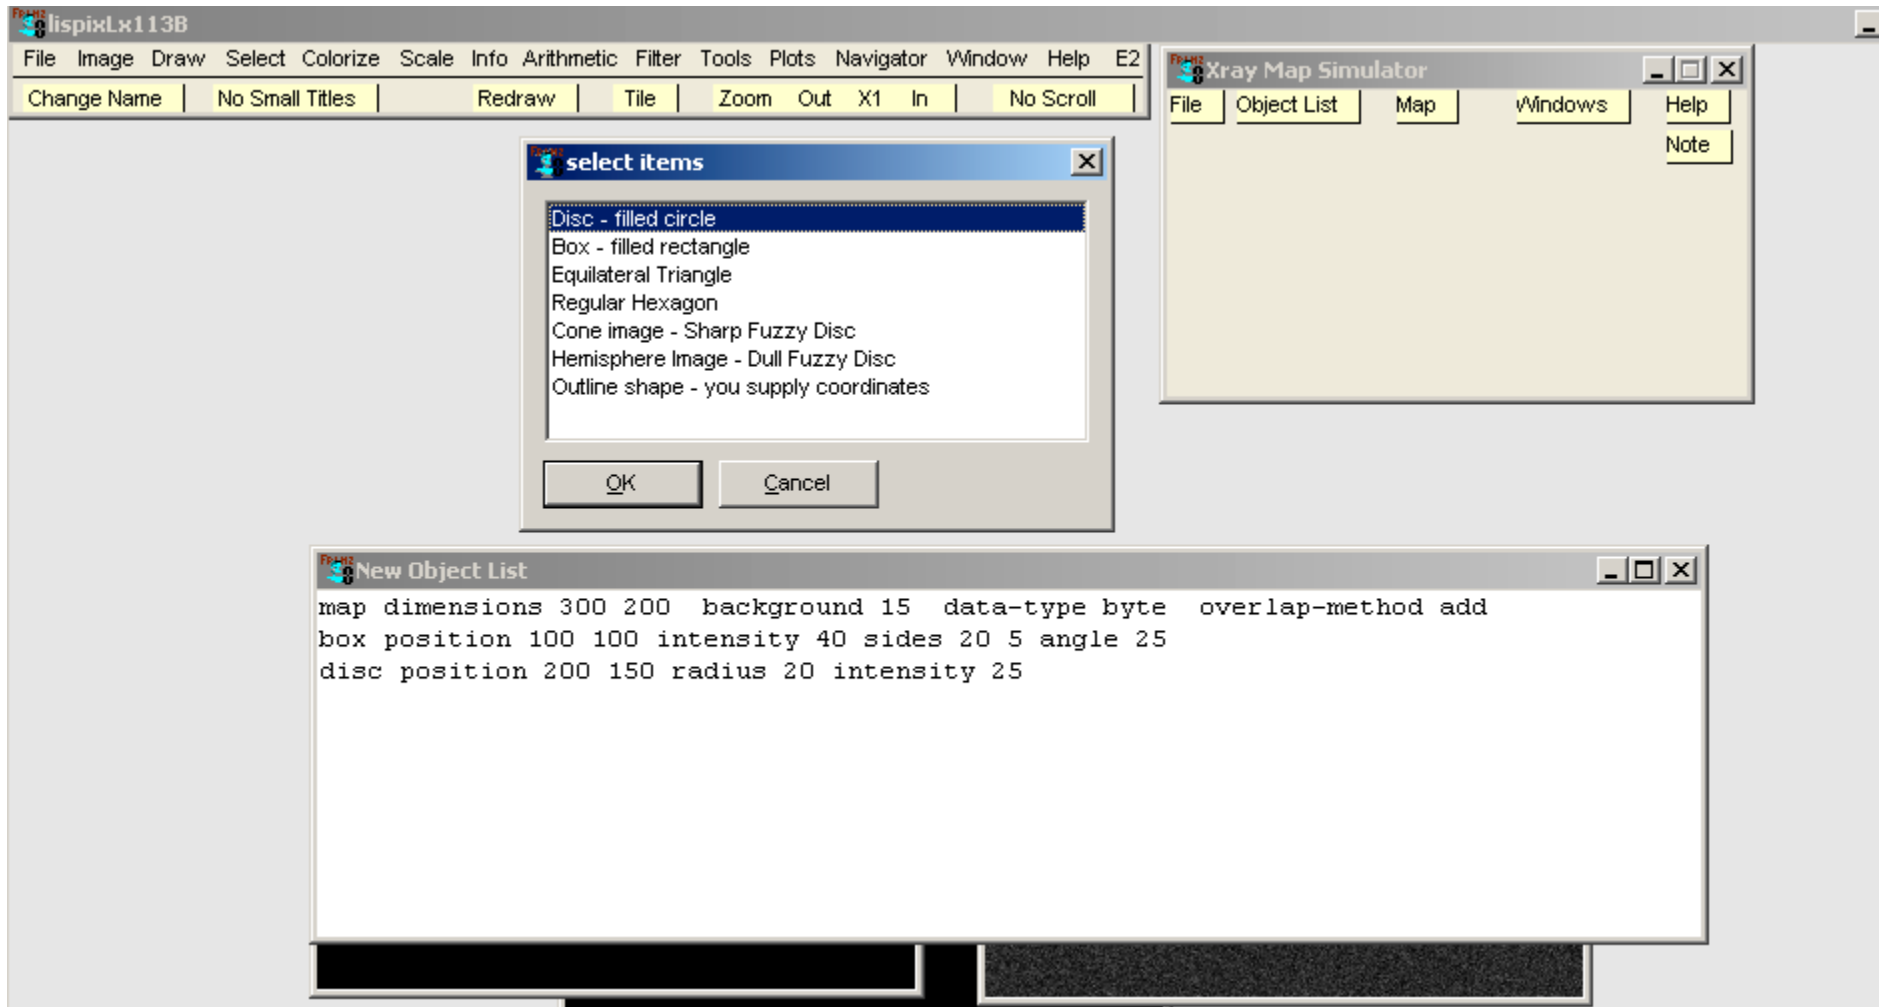 lispixLx113B
File Image Draw Select Colorize Scale Info Arithmetic Filter Tools Plots Navigator Window Help E2
Change Name No Small Titles Redraw Tile Zoom Out X1 In No Scroll
Xray Map Simulator
File Object List Map Windows Help
Note
select items
Disc - filled circle
Box - filled rectangle
Equilateral Triangle
Regular Hexagon
Cone image - Sharp Fuzzy Disc
Hemisphere Image - Dull Fuzzy Disc
Outline shape - you supply coordinates
OK Cancel
New Object List
map dimensions 300 200  background 15  data-type byte  overlap-method add
box position 100 100 intensity 40 sides 20 5 angle 25
disc position 200 150 radius 20 intensity 25